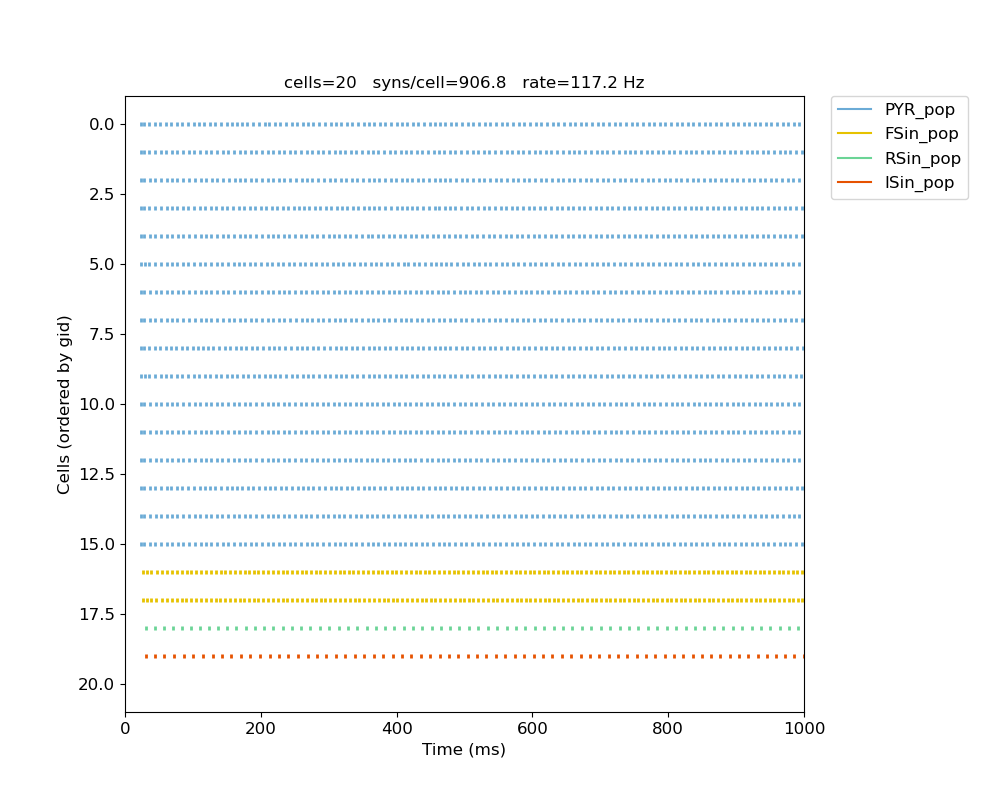 cells=20   syns/cell=906.8   rate=117.2 Hz
PYR_pop
FSin_pop
RSin_pop
ISin_pop
Cells (ordered by gid)
0.0
2.5
5.0
7.5
10.0
12.5
15.0
17.5
20.0
0 200 400 600 800 1000
Time (ms)